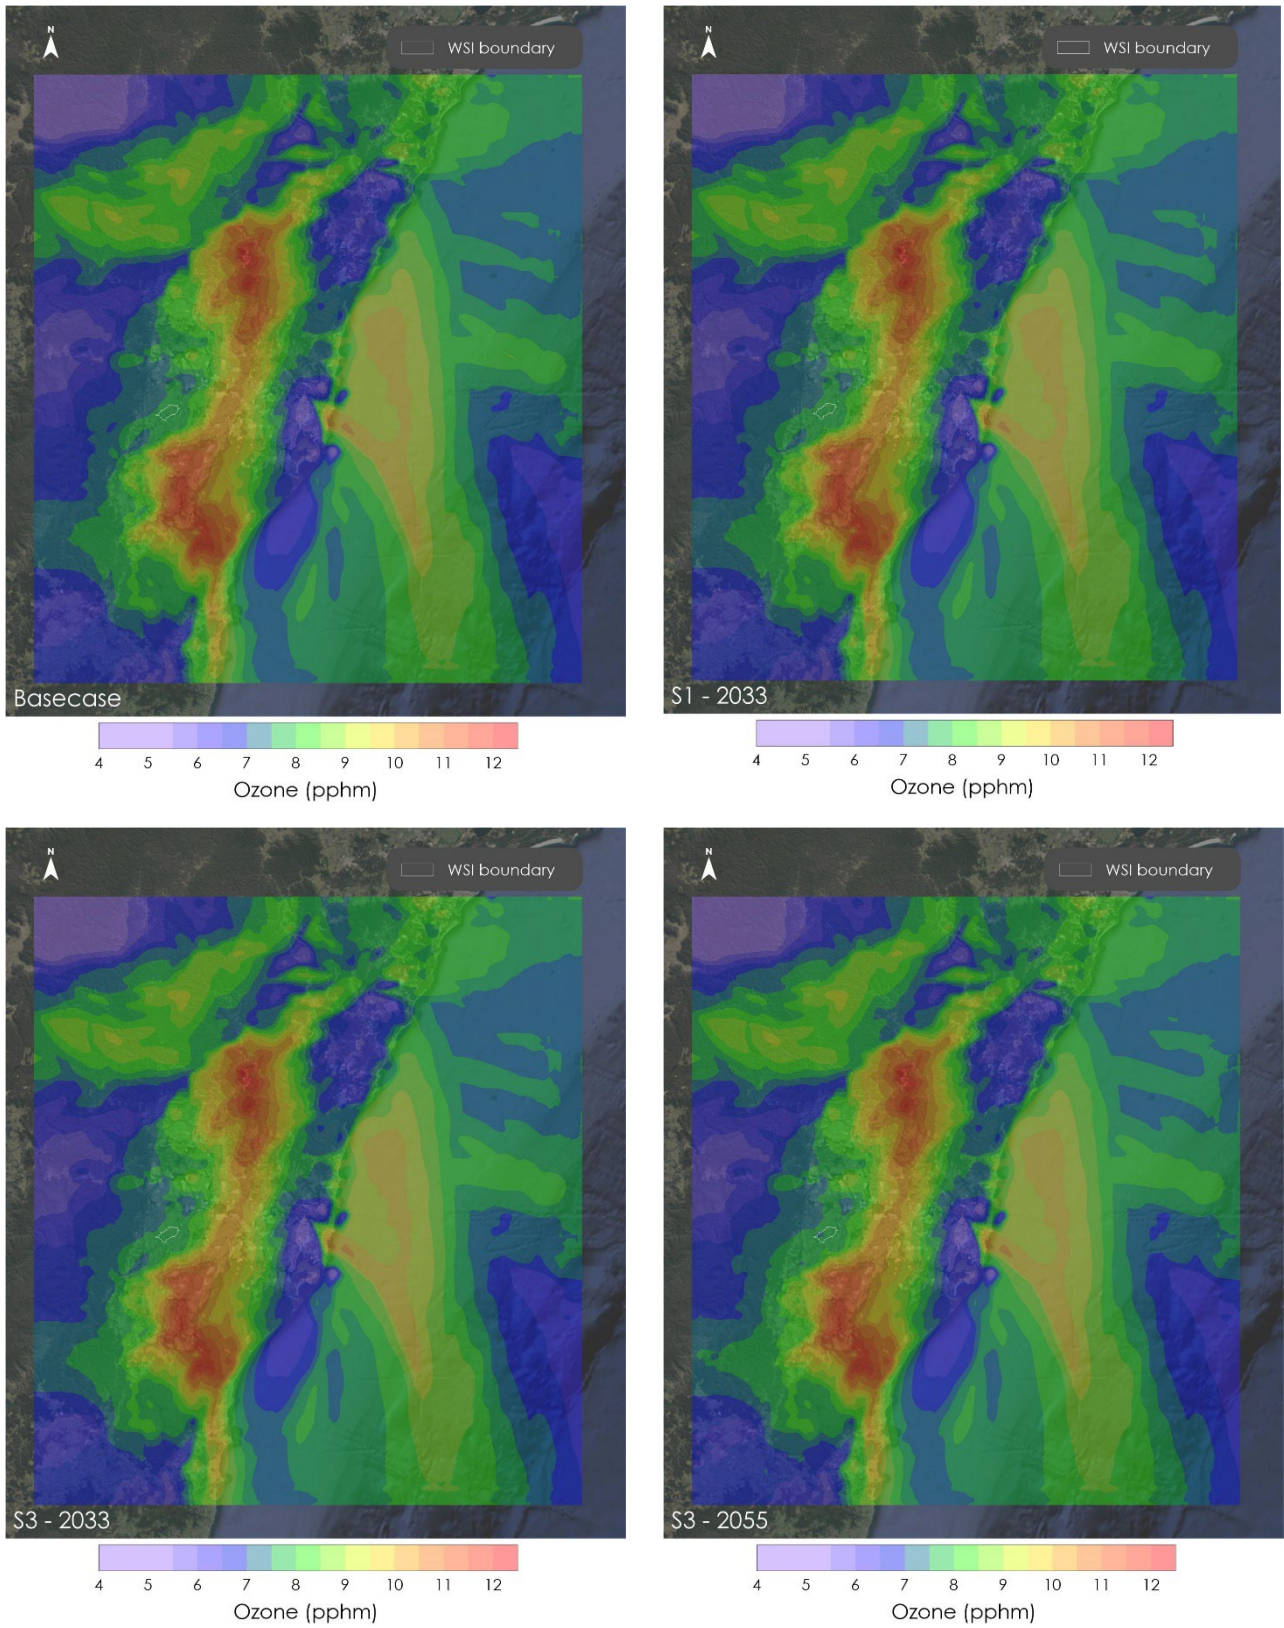 N
WSI boundary
Basecase
4 5 6 7 8 9 10 11 12
Ozone (pphm)
N
WSI boundary
S1 - 2033
4 5 6 7 8 9 10 11 12
Ozone (pphm)
N
WSI boundary
S3 - 2033
4 5 6 7 8 9 10 11 12
Ozone (pphm)
N
WSI boundary
S3 - 2055
4 5 6 7 8 9 10 11 12
Ozone (pphm)